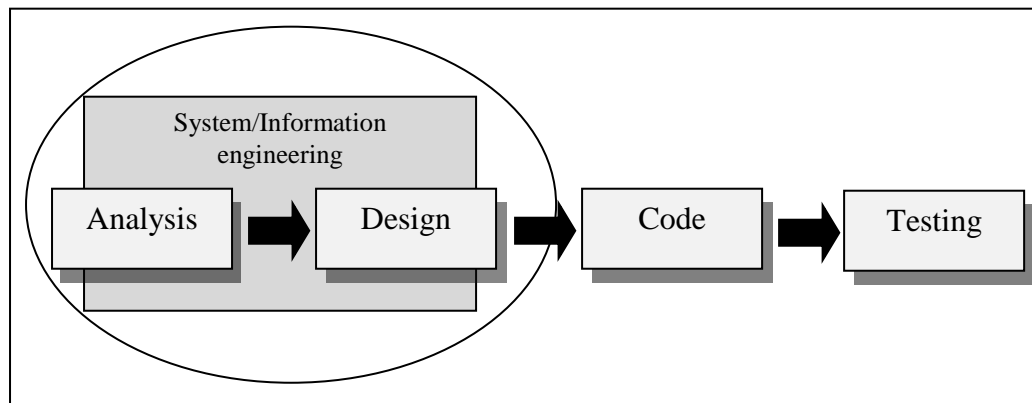 System/Information
engineering
Analysis
Design
Code
Testing